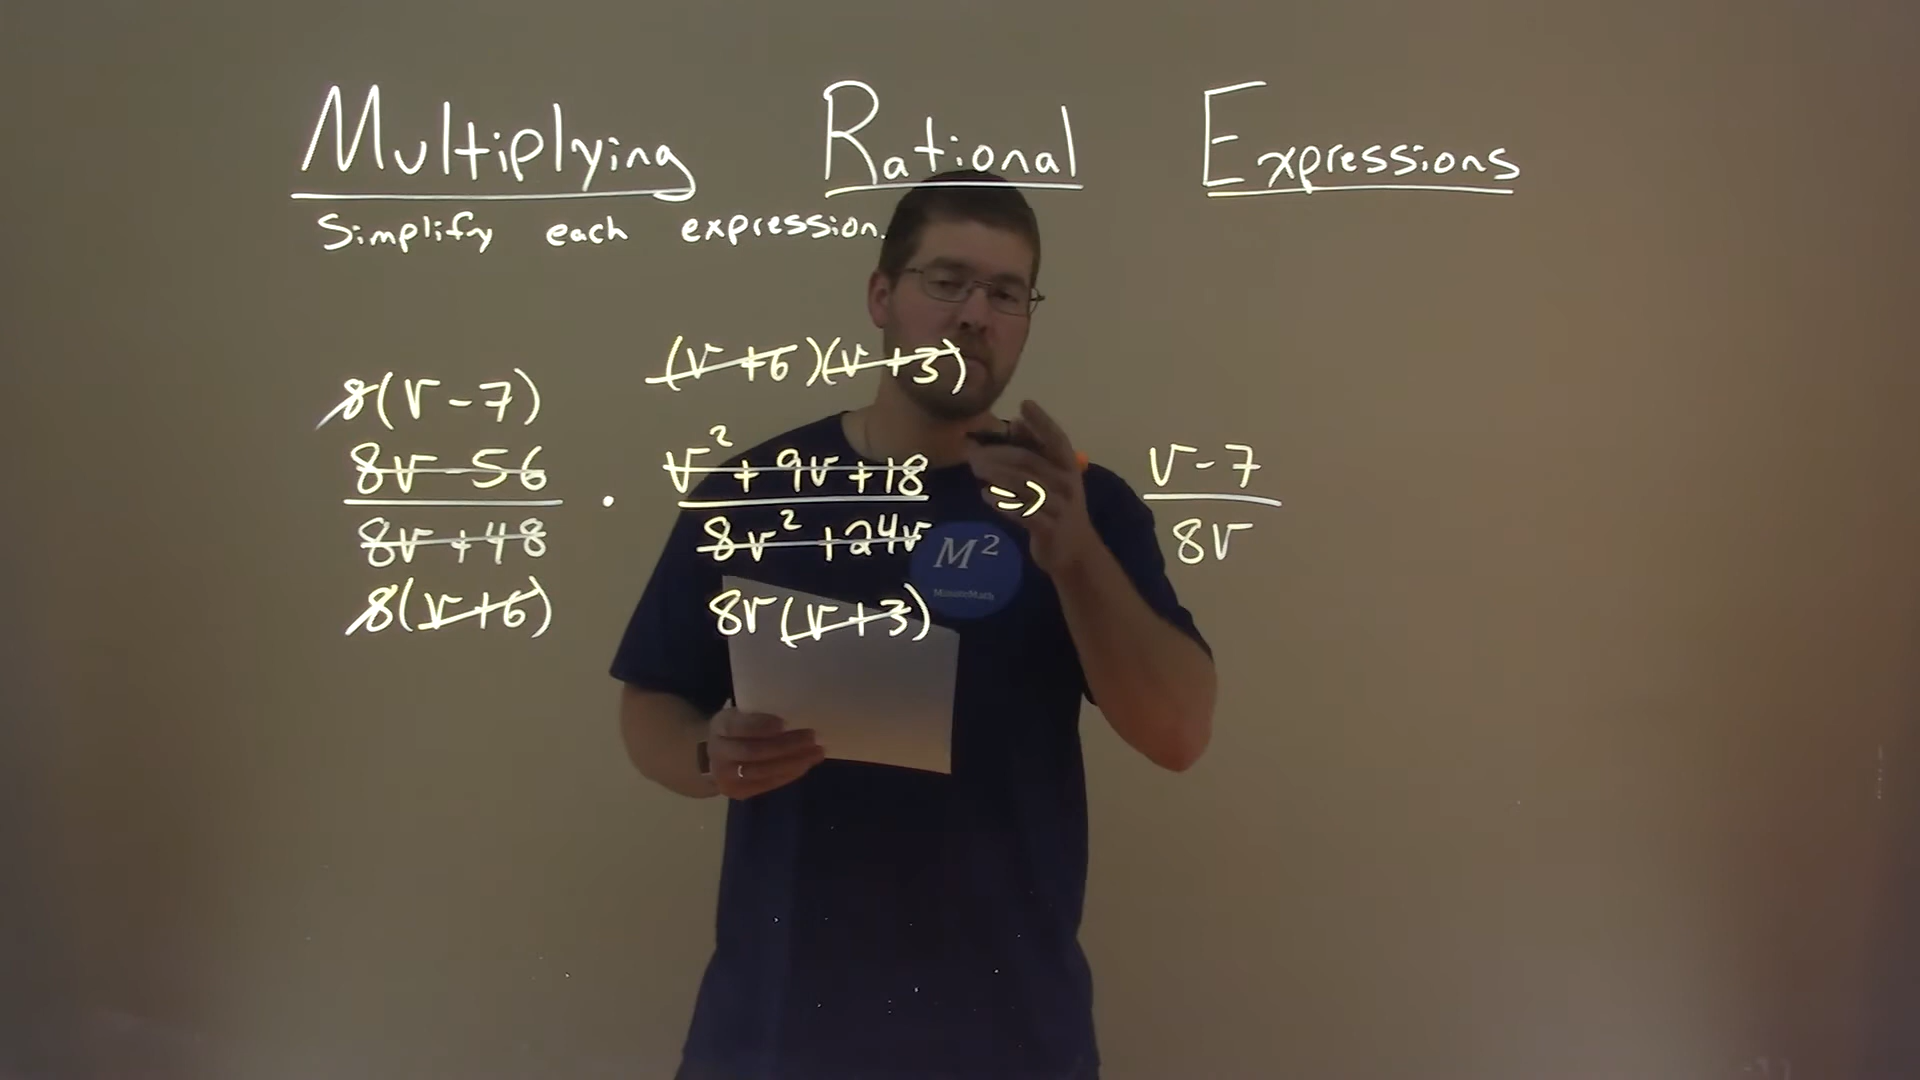 Multiplying Rational Expressions
Simplify each expression.
(v+6)(v+3)
8(v-7)
8v-56 v²+9v+18 v-7
· =>
8v+48 8v²+24v 8v
8(v+6) 8v(v+3)
M²
MinuteMath